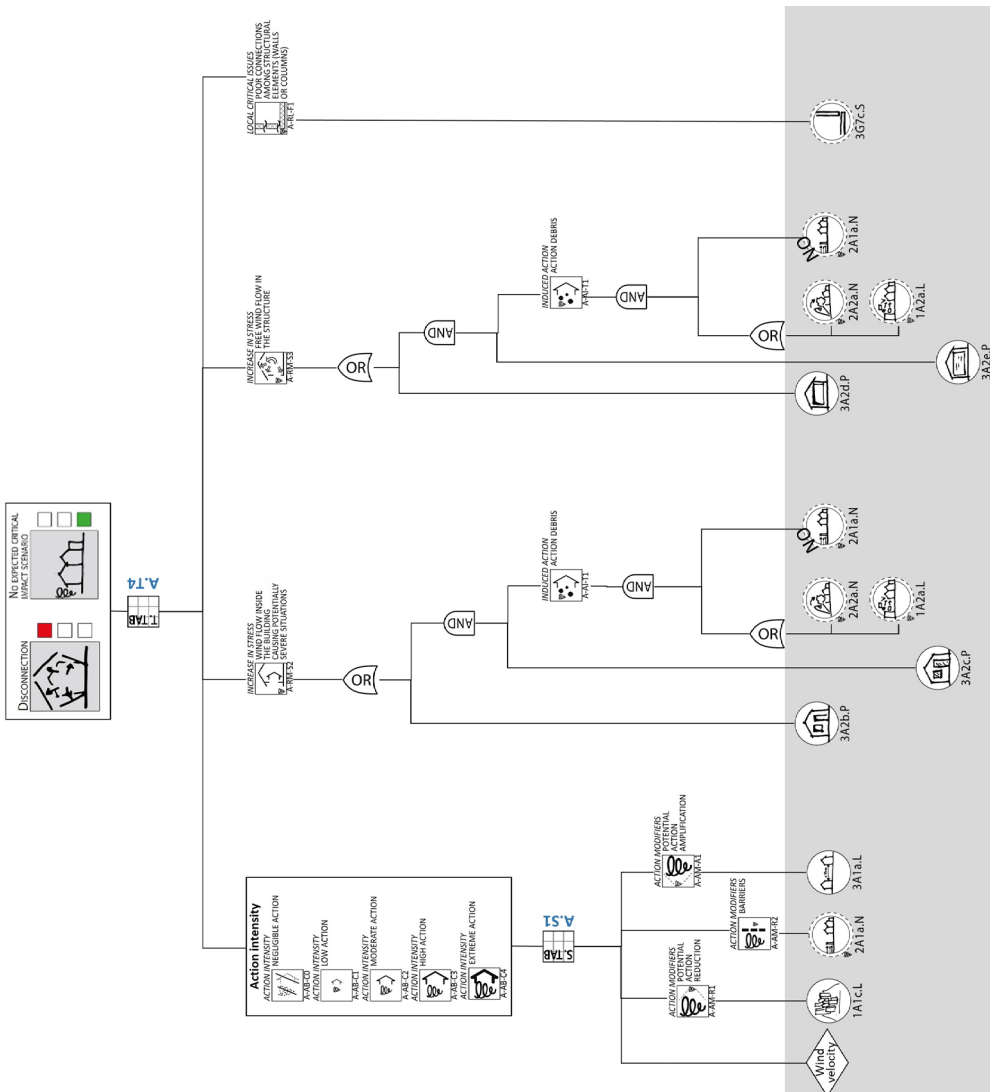 DISCONNECTION
NO EXPECTED CRITICAL
IMPACT SCENARIO
T. TAB
A.T4
Action intensity
ACTION INTENSITY
NEGLIGIBLE ACTION
A-AB-C0
ACTION INTENSITY
LOW ACTION
A-AB-C1
ACTION INTENSITY
MODERATE ACTION
A-AB-C2
ACTION INTENSITY
HIGH ACTION
A-AB-C3
ACTION INTENSITY
EXTREME ACTION
A-AB-C4
S. TAB
A.S1
ACTION MODIFIERS
POTENTIAL
ACTION
REDUCTION
A-AM-R1
ACTION MODIFIERS
BARRIERS
A-AM-R2
ACTION MODIFIERS
POTENTIAL
ACTION
AMPLIFICATION
A-AM-A1
Wind
velocity
1A1c.L
2A1a.N
3A1a.L
INCREASE IN STRESS
WIND FLOW INSIDE
THE BUILDING
CAUSING POTENTIALLY
SEVERE SITUATIONS
A-RM-S2
OR
AND
INDUCED ACTION
ACTION DEBRIS
A-AI-T1
AND
OR
NO
3A2b.P
3A2c.P
2A2a.N
1A2a.L
2A1a.N
INCREASE IN STRESS
FREE WIND FLOW IN
THE STRUCTURE
A-RM-S3
OR
AND
INDUCED ACTION
ACTION DEBRIS
A-AI-T1
AND
OR
NO
3A2d.P
3A2e.P
2A2a.N
1A2a.L
2A1a.N
LOCAL CRITICAL ISSUES
POOR CONNECTIONS
AMONG STRUCTURAL
ELEMENTS (WALLS
OR COLUMNS)
A-RL-F1
3G7c.S